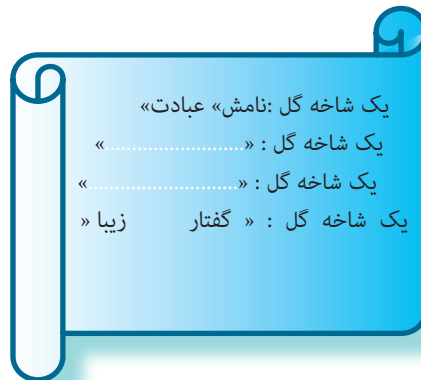 یک شاخه گل :نامش» عبادت»
یک شاخه گل : «.........................»
یک شاخه گل : «...........................»
یک شاخه گل : « گفتار زیبا «